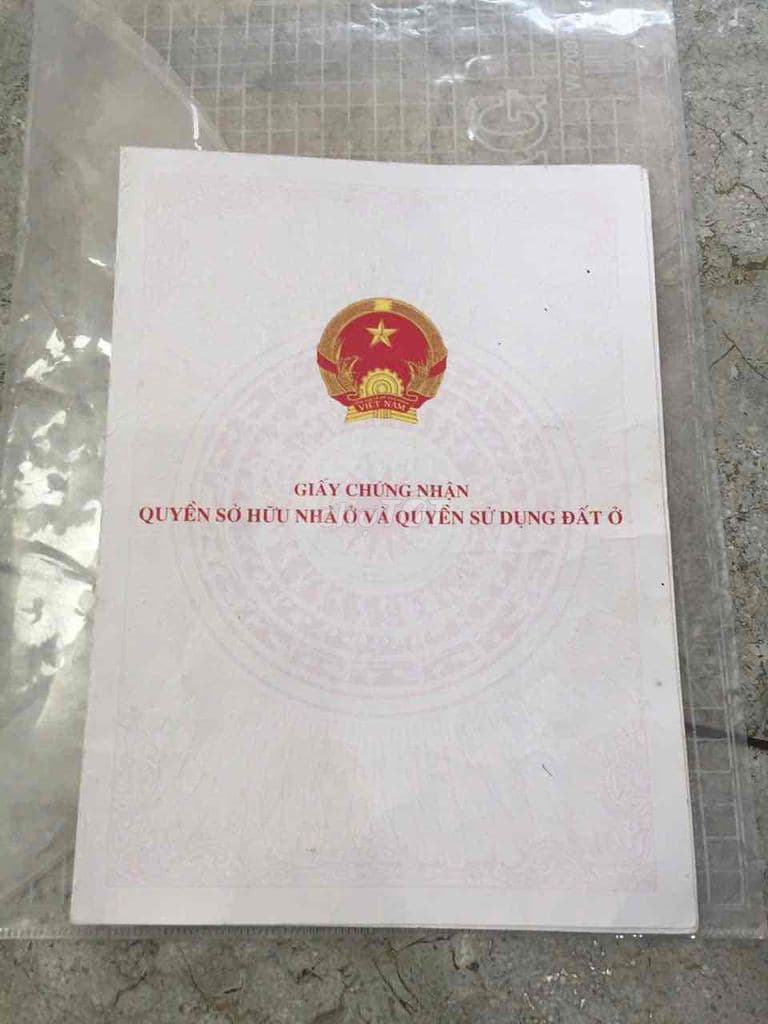 VIỆT NAM
GIẤY CHỨNG NHẬN
QUYỀN SỞ HỮU NHÀ Ở VÀ QUYỀN SỬ DỤNG ĐẤT Ở